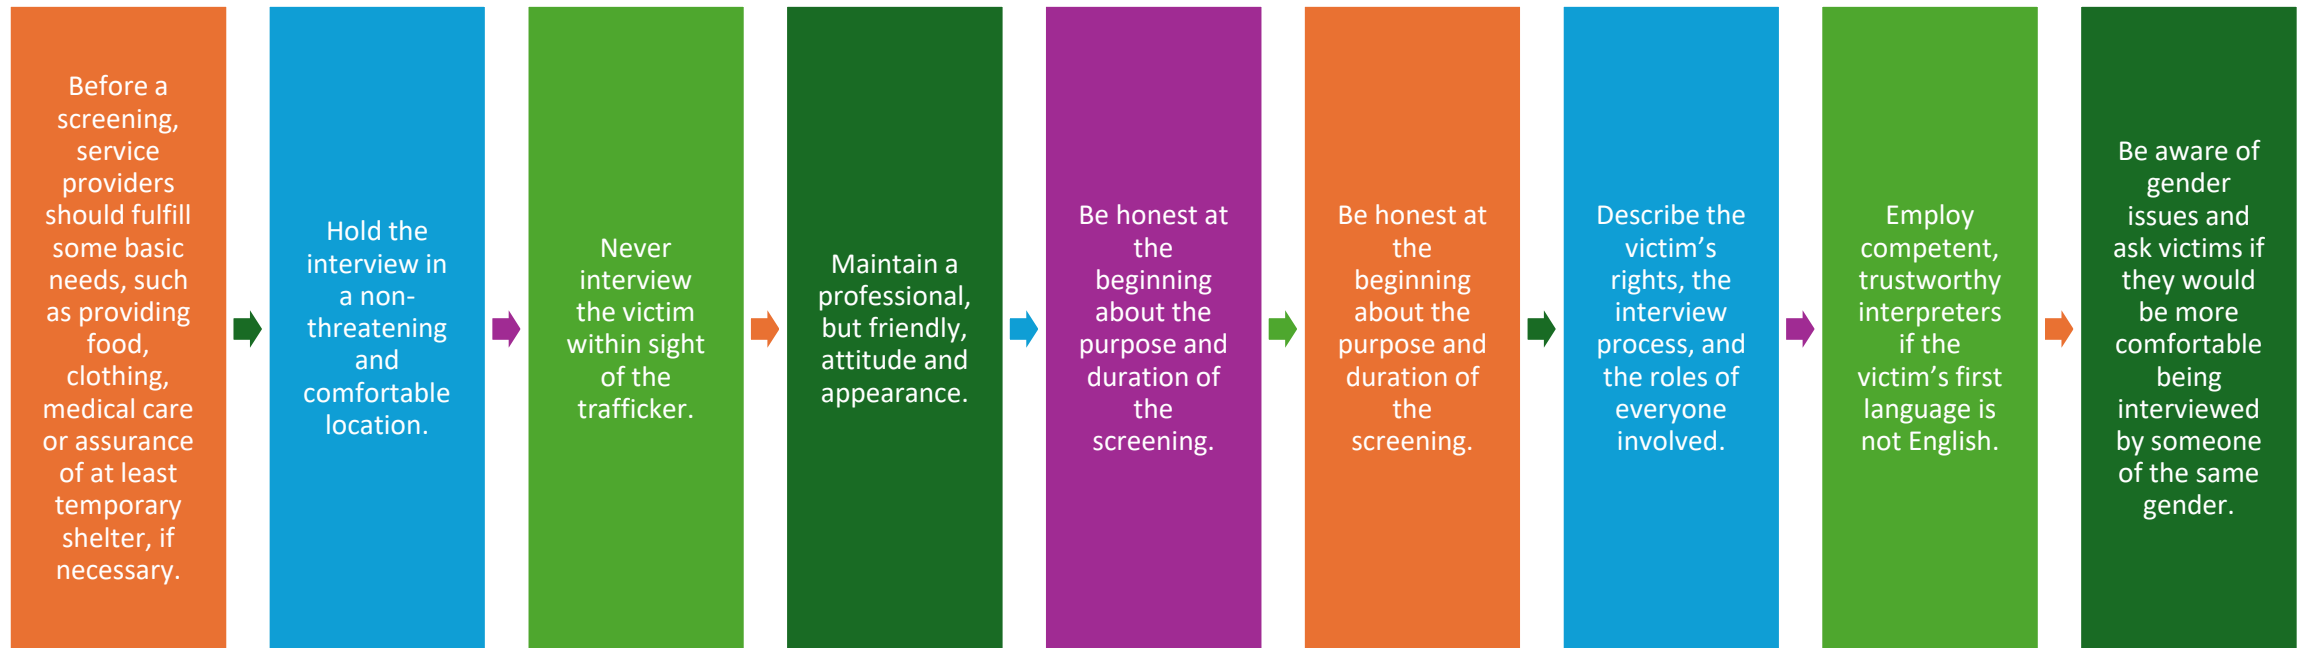 Before a
screening,
service
providers
should fulfill
some basic
needs, such
as providing
food,
clothing,
medical care
or assurance
of at least
temporary
shelter, if
necessary.
Hold the
interview in
a non-
threatening
and
comfortable
location.
Never
interview
the victim
within sight
of the
trafficker.
Maintain a
professional,
but friendly,
attitude and
appearance.
Be honest at
the
beginning
about the
purpose and
duration of
the
screening.
Be honest at
the
beginning
about the
purpose and
duration of
the
screening.
Describe the
victim’s
rights, the
interview
process, and
the roles of
everyone
involved.
Employ
competent,
trustworthy
interpreters
if the
victim’s first
language is
not English.
Be aware of
gender
issues and
ask victims if
they would
be more
comfortable
being
interviewed
by someone
of the same
gender.